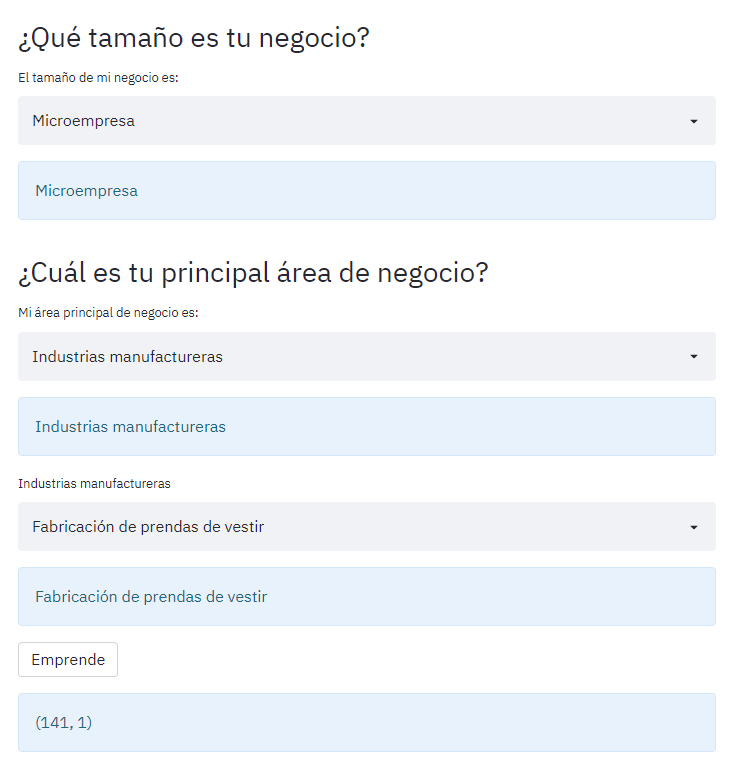 ¿Qué tamaño es tu negocio?
El tamaño de mi negocio es:
Microempresa
Microempresa
¿Cuál es tu principal área de negocio?
Mi área principal de negocio es:
Industrias manufactureras
Industrias manufactureras
Industrias manufactureras
Fabricación de prendas de vestir
Fabricación de prendas de vestir
Emprende
(141, 1)